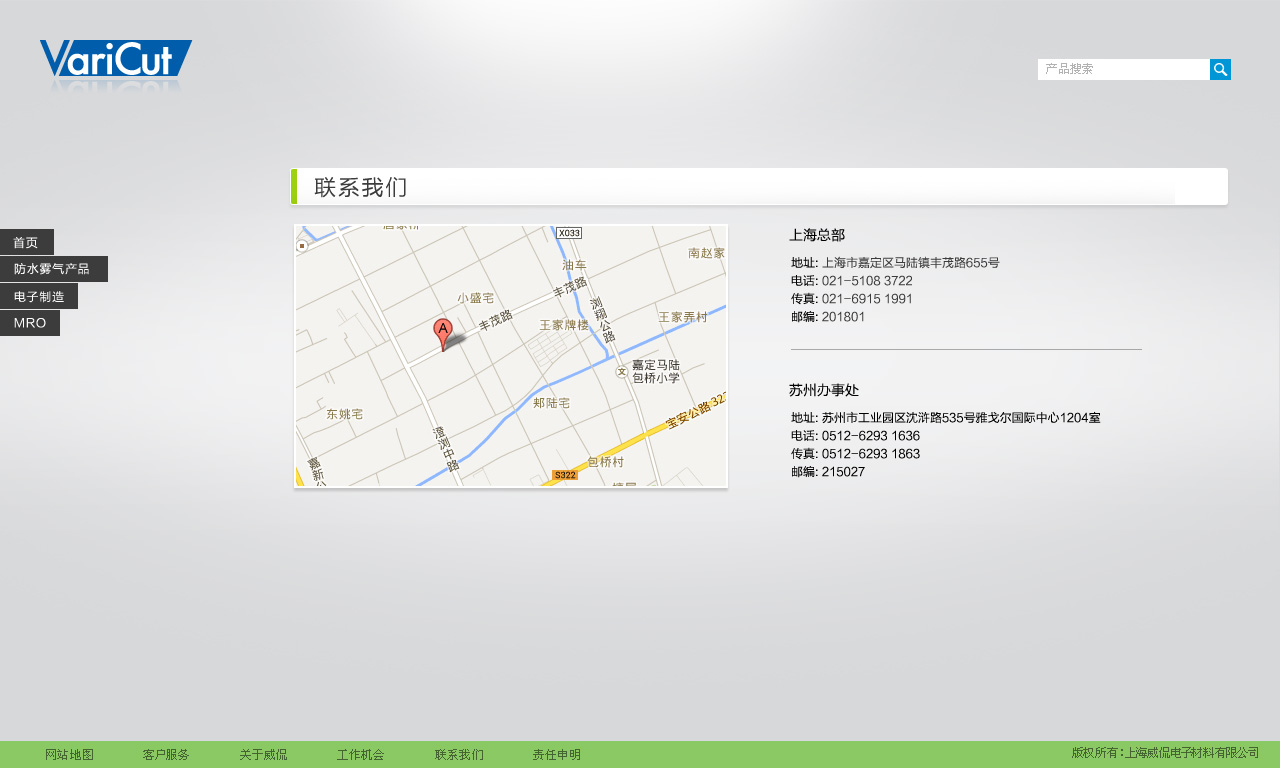 VariCut
产品搜索
联系我们
首页
防水雾气产品
电子制造
MRO
X033
南赵家
油车
丰茂路
小盛宅
浏翔公路
丰茂路
王家牌楼
王家弄村
A
嘉定马陆
包桥小学
文
郏陆宅
东姚宅
宝安公路
322
澄浏中路
包桥村
嘉新公
S322
上海总部
地址: 上海市嘉定区马陆镇丰茂路655号
电话: 021-5108 3722
传真: 021-6915 1991
邮编: 201801
苏州办事处
地址: 苏州市工业园区沈浒路535号雅戈尔国际中心1204室
电话: 0512-6293 1636
传真: 0512-6293 1863
邮编: 215027
网站地图
客户服务
关于威侃
工作机会
联系我们
责任申明
版权所有：上海威侃电子材料有限公司